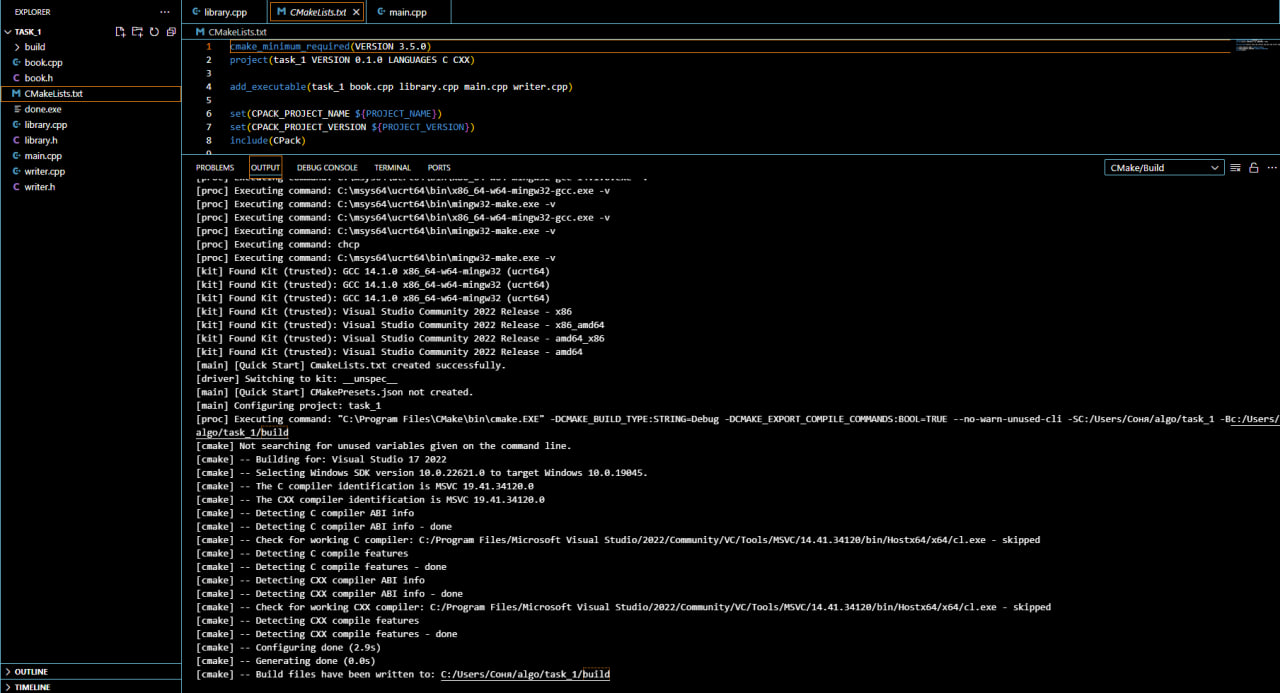 EXPLORER
TASK_1
build
book.cpp
book.h
CMakeLists.txt
done.exe
library.cpp
library.h
main.cpp
writer.cpp
writer.h
OUTLINE
TIMELINE
library.cpp
CMakeLists.txt
main.cpp
CMakeLists.txt
1 cmake_minimum_required(VERSION 3.5.0)
2 project(task_1 VERSION 0.1.0 LANGUAGES C CXX)
3
4 add_executable(task_1 book.cpp library.cpp main.cpp writer.cpp)
5
6 set(CPACK_PROJECT_NAME ${PROJECT_NAME})
7 set(CPACK_PROJECT_VERSION ${PROJECT_VERSION})
8 include(CPack)
9
PROBLEMS OUTPUT DEBUG CONSOLE TERMINAL PORTS
CMake/Build
[proc] Executing command: C:\msys64\ucrt64\bin\x86_64-w64-mingw32-gcc-14.1.0.exe -v
[proc] Executing command: C:\msys64\ucrt64\bin\x86_64-w64-mingw32-gcc.exe -v
[proc] Executing command: C:\msys64\ucrt64\bin\mingw32-make.exe -v
[proc] Executing command: C:\msys64\ucrt64\bin\x86_64-w64-mingw32-gcc.exe -v
[proc] Executing command: C:\msys64\ucrt64\bin\mingw32-make.exe -v
[proc] Executing command: chcp
[proc] Executing command: C:\msys64\ucrt64\bin\mingw32-make.exe -v
[kit] Found Kit (trusted): GCC 14.1.0 x86_64-w64-mingw32 (ucrt64)
[kit] Found Kit (trusted): GCC 14.1.0 x86_64-w64-mingw32 (ucrt64)
[kit] Found Kit (trusted): GCC 14.1.0 x86_64-w64-mingw32 (ucrt64)
[kit] Found Kit (trusted): Visual Studio Community 2022 Release - x86
[kit] Found Kit (trusted): Visual Studio Community 2022 Release - x86_amd64
[kit] Found Kit (trusted): Visual Studio Community 2022 Release - amd64_x86
[kit] Found Kit (trusted): Visual Studio Community 2022 Release - amd64
[main] [Quick Start] CmakeLists.txt created successfully.
[driver] Switching to kit: __unspec__
[main] [Quick Start] CMakePresets.json not created.
[main] Configuring project: task_1
[proc] Executing command: "C:\Program Files\CMake\bin\cmake.EXE" -DCMAKE_BUILD_TYPE:STRING=Debug -DCMAKE_EXPORT_COMPILE_COMMANDS:BOOL=TRUE --no-warn-unused-cli -SC:/Users/Соня/algo/task_1 -Bc:/Users/
algo/task_1/build
[cmake] Not searching for unused variables given on the command line.
[cmake] -- Building for: Visual Studio 17 2022
[cmake] -- Selecting Windows SDK version 10.0.22621.0 to target Windows 10.0.19045.
[cmake] -- The C compiler identification is MSVC 19.41.34120.0
[cmake] -- The CXX compiler identification is MSVC 19.41.34120.0
[cmake] -- Detecting C compiler ABI info
[cmake] -- Detecting C compiler ABI info - done
[cmake] -- Check for working C compiler: C:/Program Files/Microsoft Visual Studio/2022/Community/VC/Tools/MSVC/14.41.34120/bin/Hostx64/x64/cl.exe - skipped
[cmake] -- Detecting C compile features
[cmake] -- Detecting C compile features - done
[cmake] -- Detecting CXX compiler ABI info
[cmake] -- Detecting CXX compiler ABI info - done
[cmake] -- Check for working CXX compiler: C:/Program Files/Microsoft Visual Studio/2022/Community/VC/Tools/MSVC/14.41.34120/bin/Hostx64/x64/cl.exe - skipped
[cmake] -- Detecting CXX compile features
[cmake] -- Detecting CXX compile features - done
[cmake] -- Configuring done (2.9s)
[cmake] -- Generating done (0.0s)
[cmake] -- Build files have been written to: C:/Users/Соня/algo/task_1/build